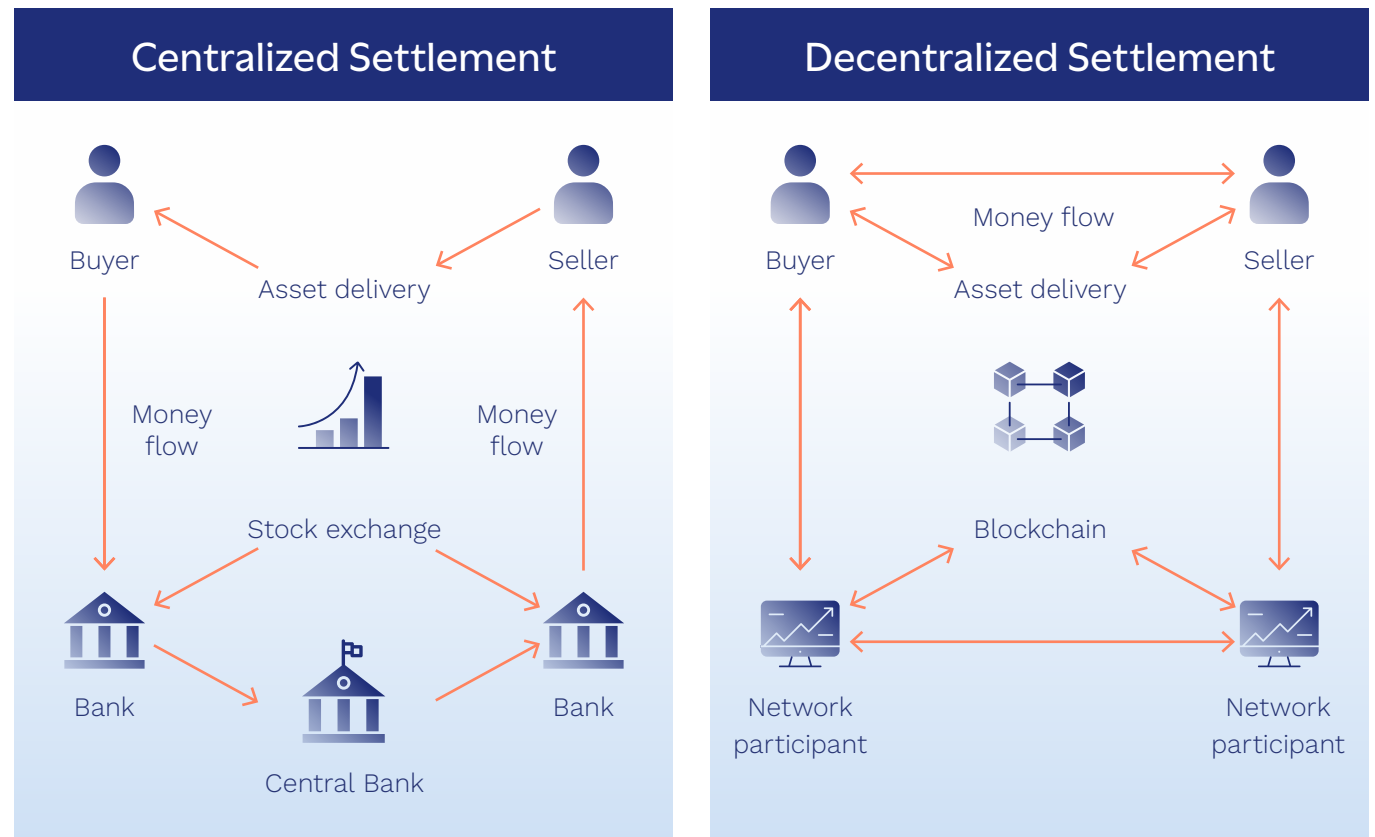 Centralized Settlement
Buyer
Seller
Asset delivery
Money
flow
Money
flow
Stock exchange
Bank
Bank
Central Bank
Decentralized Settlement
Money flow
Buyer
Seller
Asset delivery
Blockchain
Network
participant
Network
participant